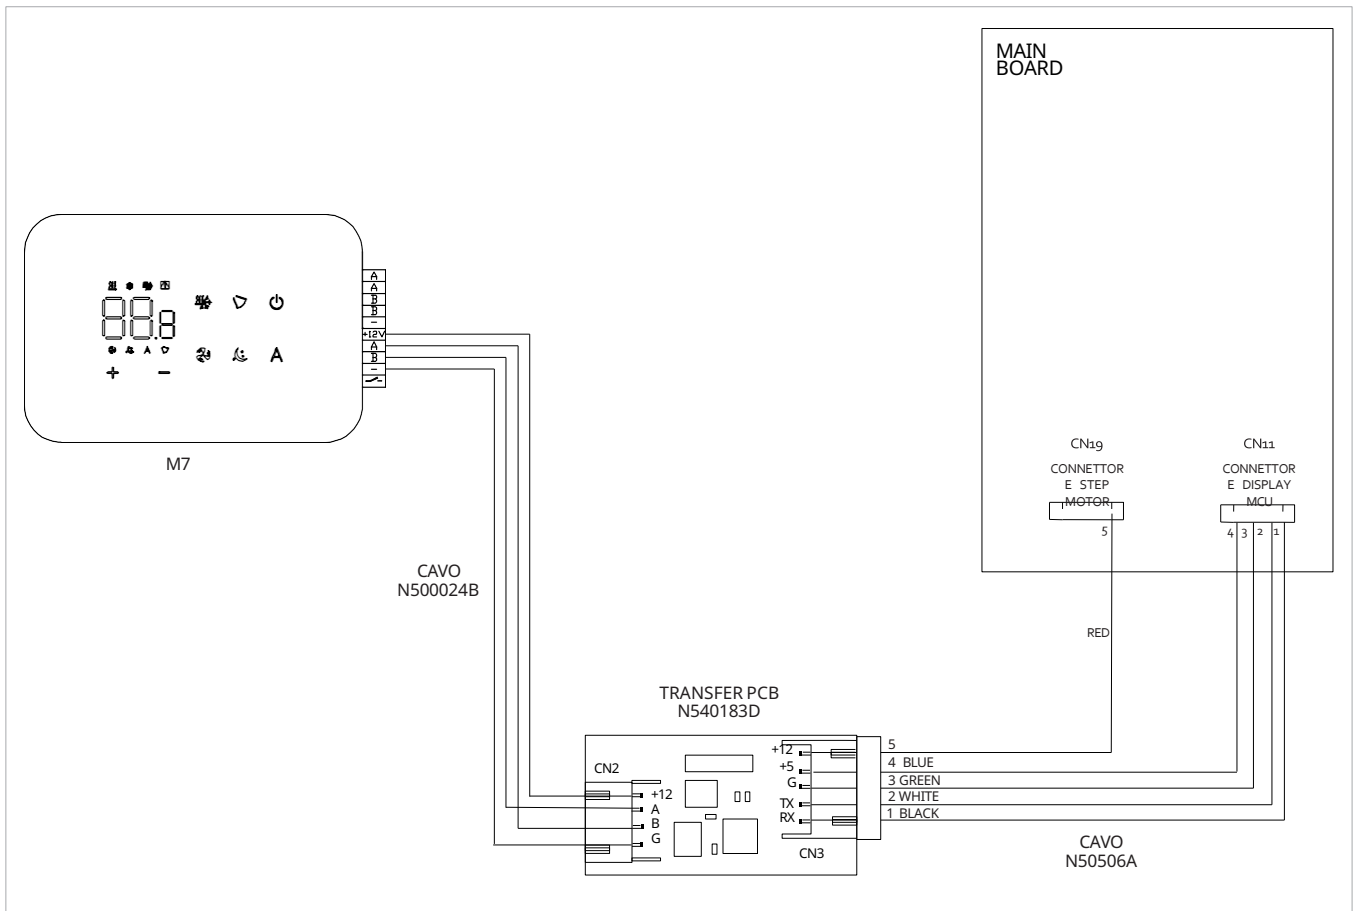 MAIN
BOARD
A
A
B
B
-
+12V
A
B
-
88.8
A
A
+ -
M7
CN19
CN11
CONNETTOR
E STEP
MOTOR
CONNETTOR
E DISPLAY
MCU
5
4 3 2 1
CAVO
N500024B
RED
TRANSFER PCB
N540183D
CN2
+12
A
B
G
+12
+5
G
TX
RX
CN3
5
4 BLUE
3 GREEN
2 WHITE
1 BLACK
CAVO
N50506A